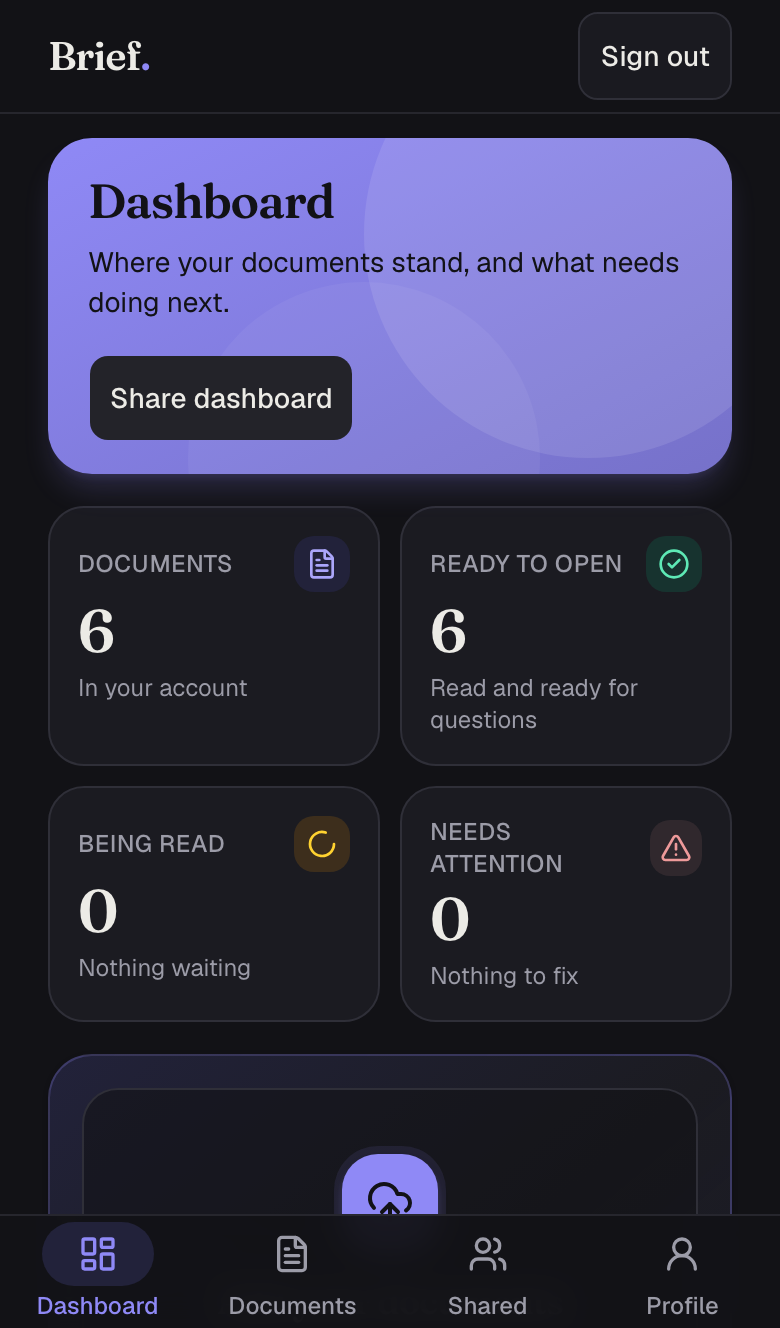 Brief.
Sign out
Dashboard
Where your documents stand, and what needs
doing next.
Share dashboard
DOCUMENTS
6
In your account
READY TO OPEN
6
Read and ready for
questions
BEING READ
0
Nothing waiting
NEEDS
ATTENTION
0
Nothing to fix
Dashboard
Documents
Shared
Profile